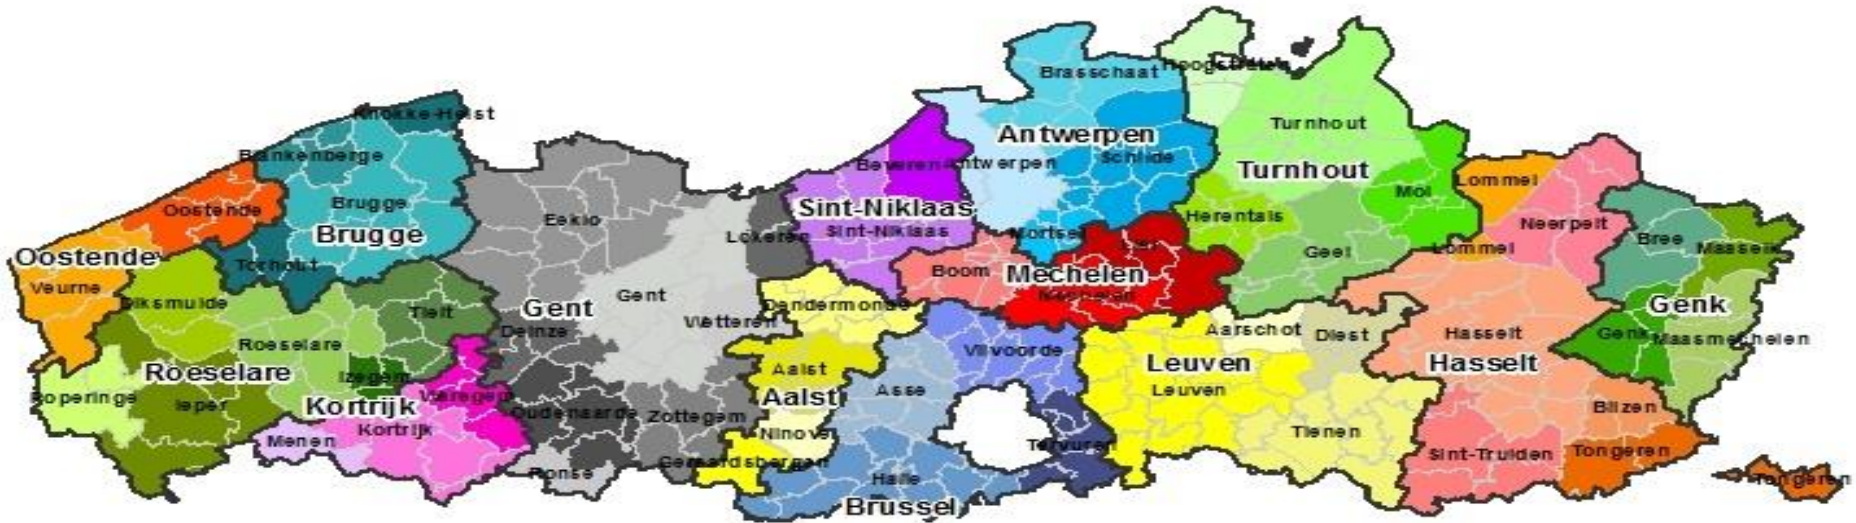 Hoogstraten
Brasschaat
Knokke-Heist
Turnhout
Antwerpen
Blankenberge
Schilde
Beveren
Antwerpen
Turnhout
Lommel
Mol
Brugge
Oostende
Sint-Niklaas
Eeklo
Herentals
Neerpelt
Brugge
Sint-Niklaas
Mortsel
Lokeren
Lier
Bree
Maaseik
Lommel
Geel
Oostende
Torhout
Boom
Mechelen
Veurne
Gent
Mechelen
Diksmuide
Dendermonde
Genk
Gent
Tielt
Wetteren
Deinze
Aarschot
Diest
Hasselt
Genk
Maasmechelen
Roeselare
Vilvoorde
Leuven
Hasselt
Roeselare
Aalst
Izegem
Asse
Leuven
Poperinge
Waregem
Aalst
Ieper
Kortrijk
Bilzen
Oudenaarde
Zottegem
Kortrijk
Ninove
Tienen
Menen
Tervuren
Tongeren
Sint-Truiden
Geraardsbergen
Ronse
Halle
Tongeren
Brussel